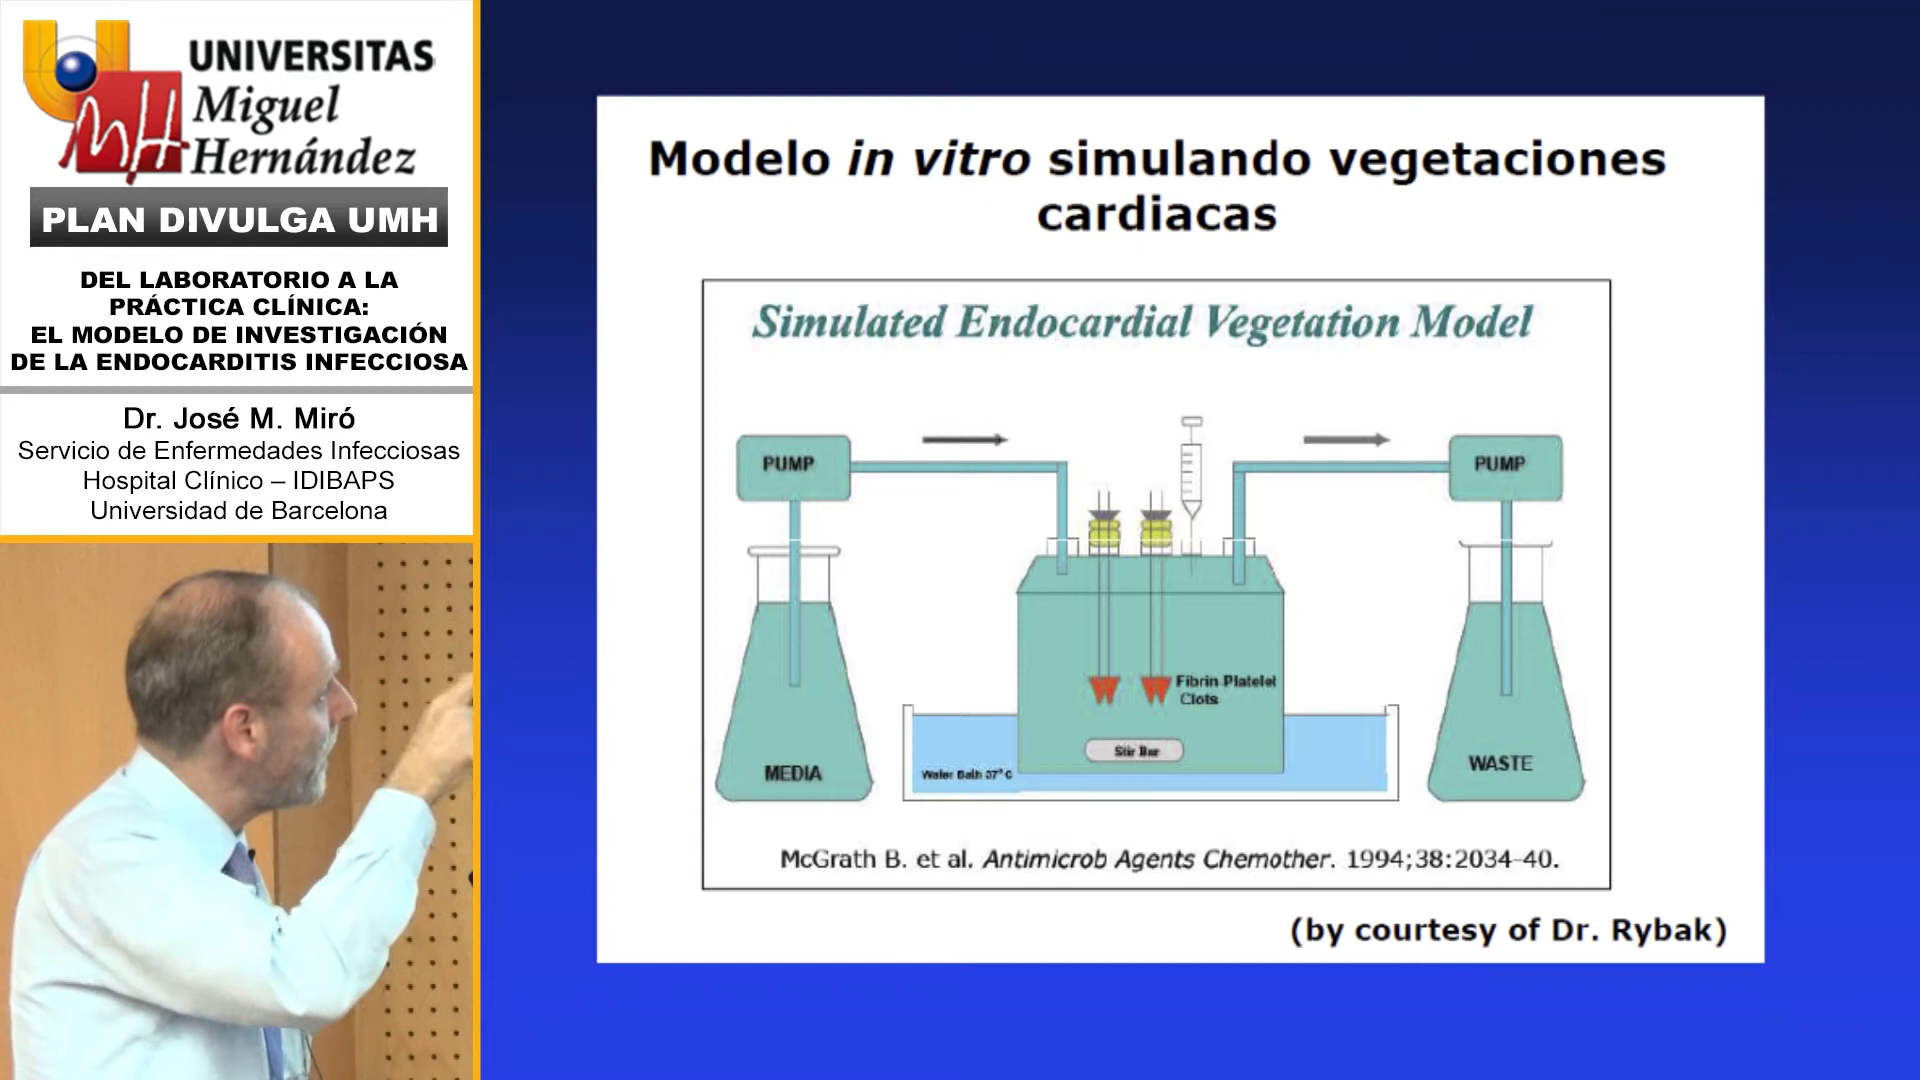 UNIVERSITAS
Miguel
Hernández
PLAN DIVULGA UMH
DEL LABORATORIO A LA
PRÁCTICA CLÍNICA:
EL MODELO DE INVESTIGACIÓN
DE LA ENDOCARDITIS INFECCIOSA
Dr. José M. Miró
Servicio de Enfermedades Infecciosas
Hospital Clínico – IDIBAPS
Universidad de Barcelona
Modelo in vitro simulando vegetaciones
cardiacas
Simulated Endocardial Vegetation Model
PUMP
PUMP
Fibrin-Platelet
Clots
Stir Bar
Water Bath 37° C
MEDIA
WASTE
McGrath B. et al. Antimicrob Agents Chemother. 1994;38:2034-40.
(by courtesy of Dr. Rybak)